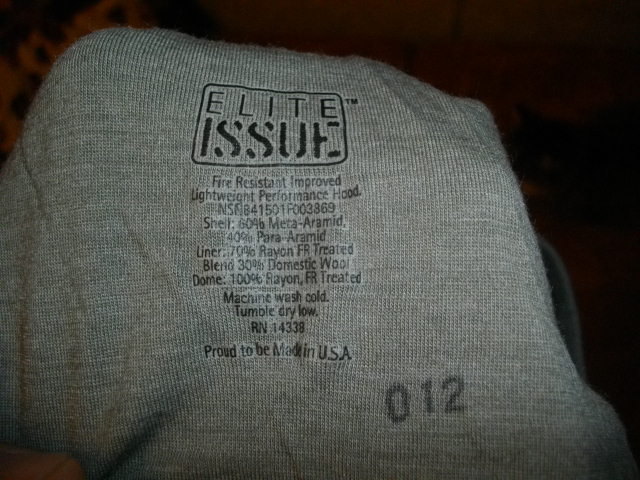 ELITE™
ISSUE
Fire Resistant Improved
Lightweight Performance Hood.
NSN841501F003869
Shell: 60% Meta-Aramid,
40% Para-Aramid
Liner: 70% Rayon FR Treated
Blend 30% Domestic Wool
Dome: 100% Rayon, FR Treated
Machine wash cold.
Tumble dry low.
RN 14338
Proud to be Made in U.S.A.
012